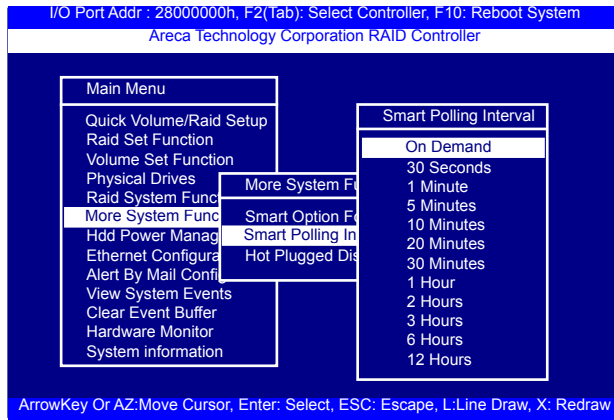 I/O Port Addr : 28000000h, F2(Tab): Select Controller, F10: Reboot System
Areca Technology Corporation RAID Controller
Main Menu
Quick Volume/Raid Setup
Raid Set Function
Volume Set Function
Physical Drives
Raid System Funct
More System Func
Hdd Power Manag
Ethernet Configura
Alert By Mail Config
View System Events
Clear Event Buffer
Hardware Monitor
System information
More System Fu
Smart Option Fo
Smart Polling In
Hot Plugged Dis
Smart Polling Interval
On Demand
30 Seconds
1 Minute
5 Minutes
10 Minutes
20 Minutes
30 Minutes
1 Hour
2 Hours
3 Hours
6 Hours
12 Hours
ArrowKey Or AZ:Move Cursor, Enter: Select, ESC: Escape, L:Line Draw, X: Redraw